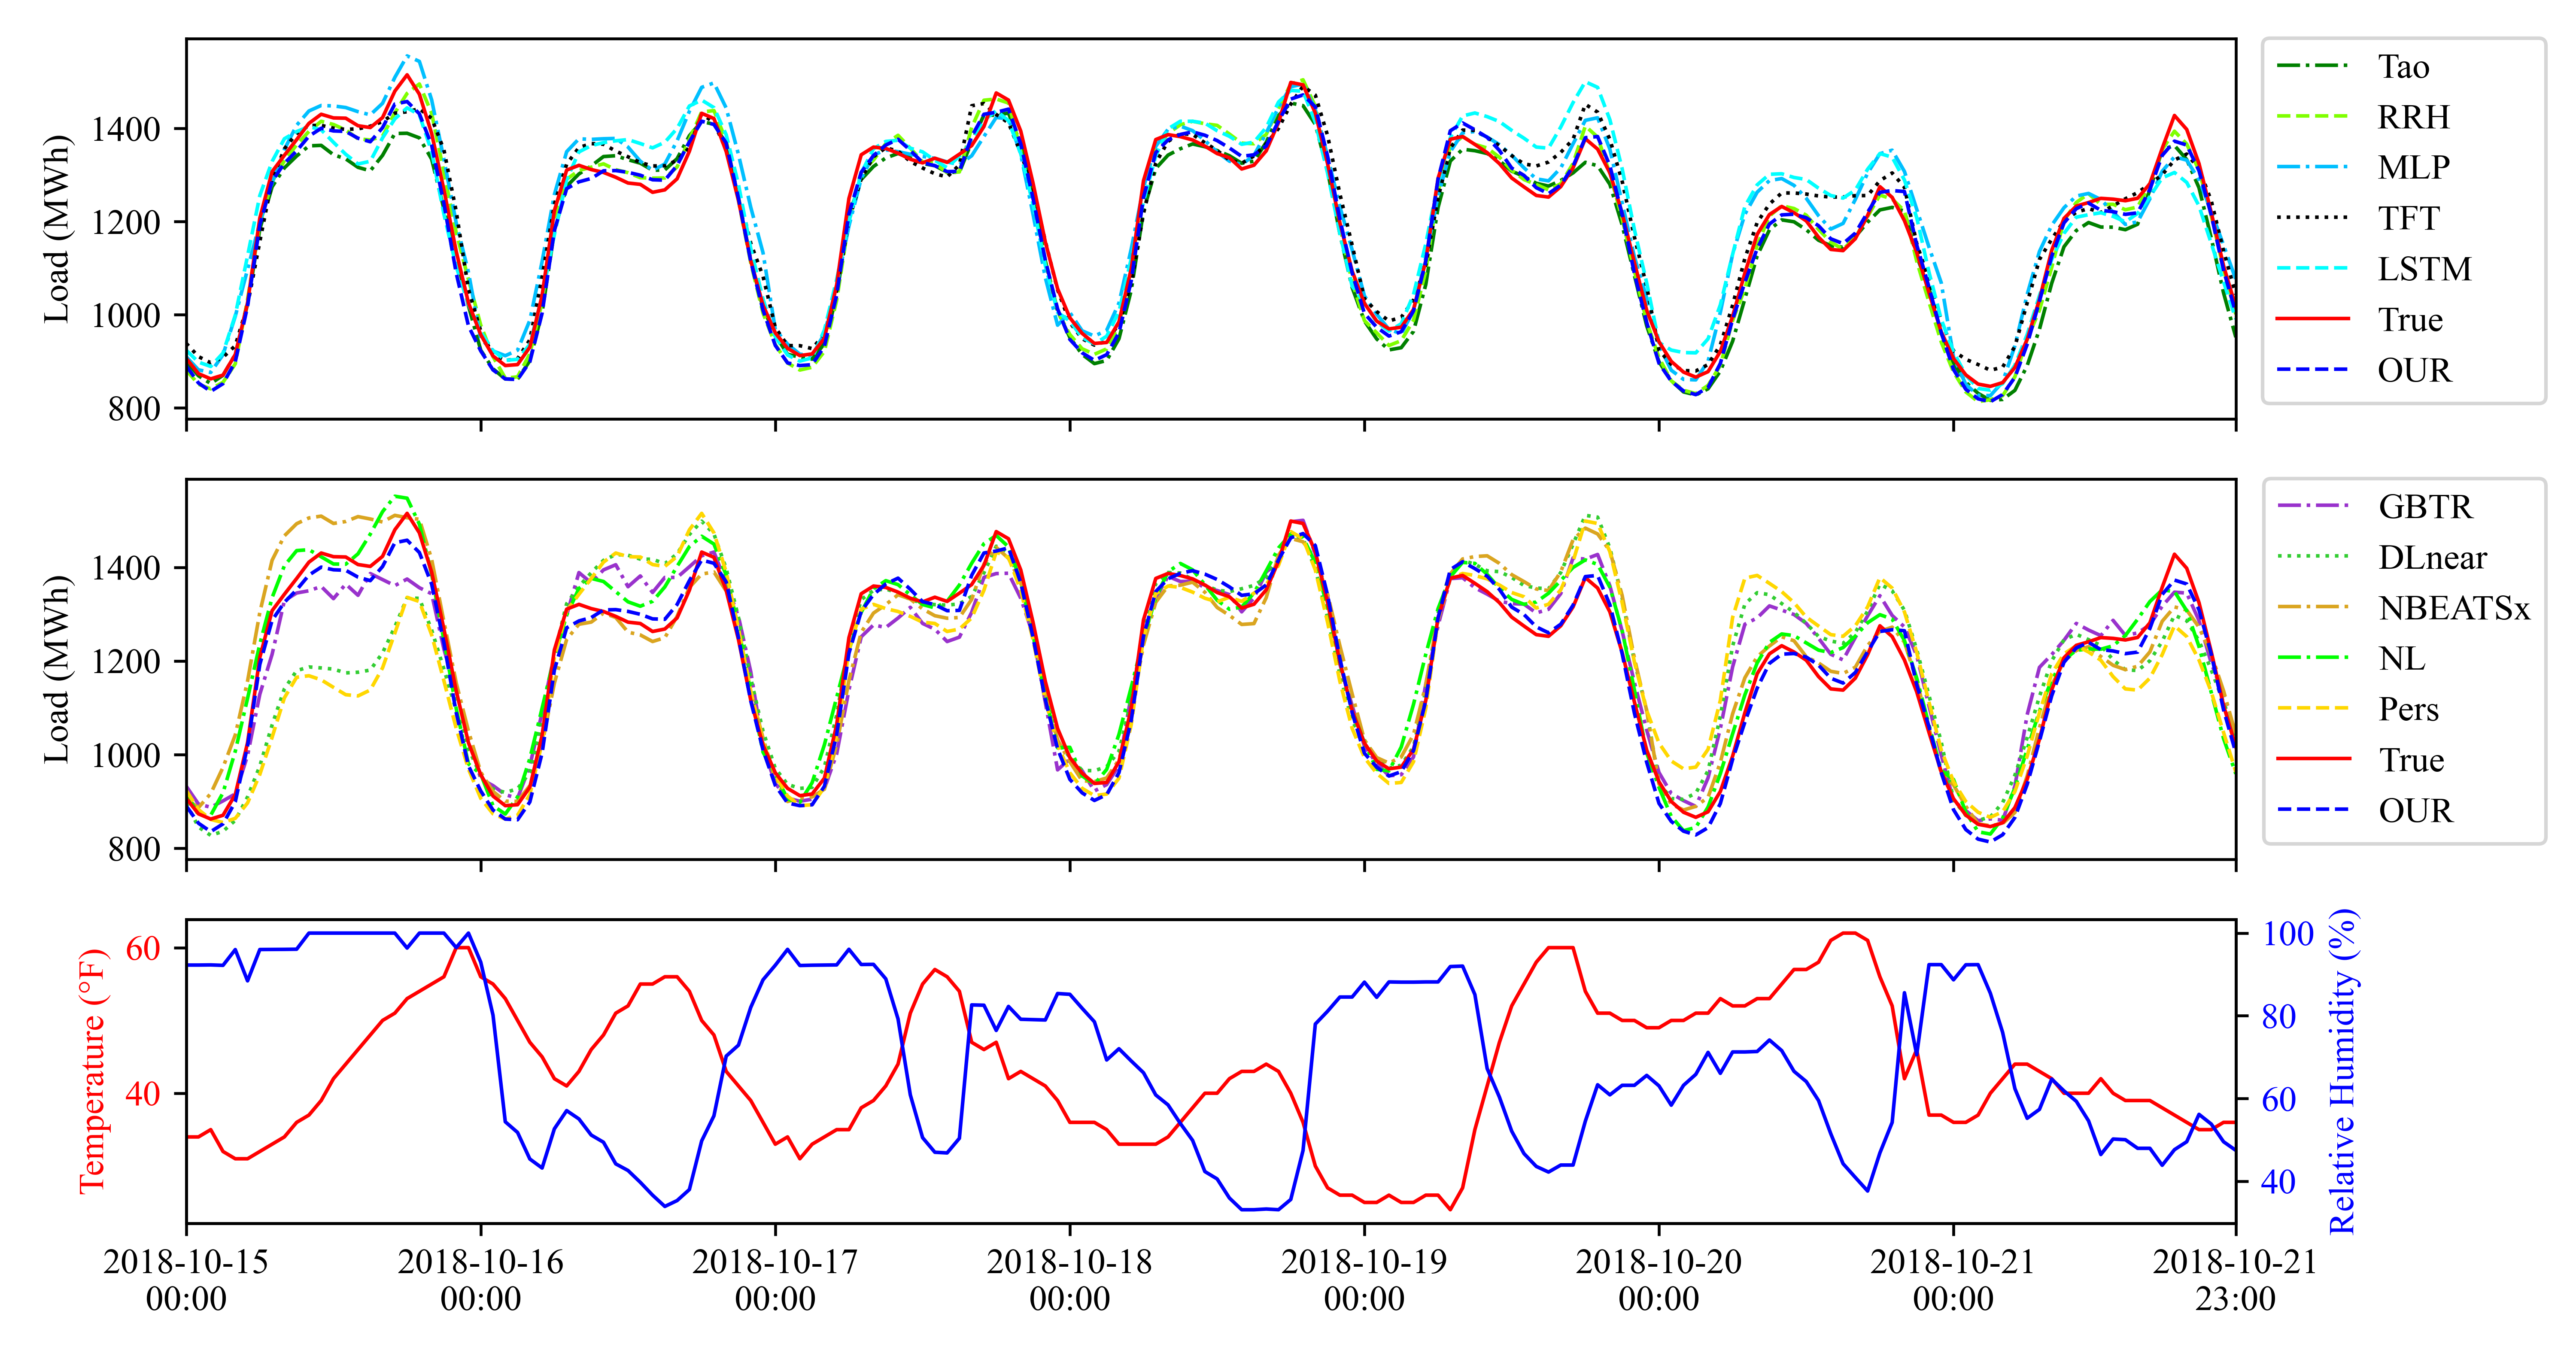 Load (MWh)
1400
1200
1000
800
Tao
RRH
MLP
TFT
LSTM
True
OUR
Load (MWh)
1400
1200
1000
800
GBTR
DLnear
NBEATSx
NL
Pers
True
OUR
Temperature (°F)
60
40
Relative Humidity (%)
100
80
60
40
2018-10-15 2018-10-16 2018-10-17 2018-10-18 2018-10-19 2018-10-20 2018-10-21 2018-10-21
00:00 00:00 00:00 00:00 00:00 00:00 00:00 23:00